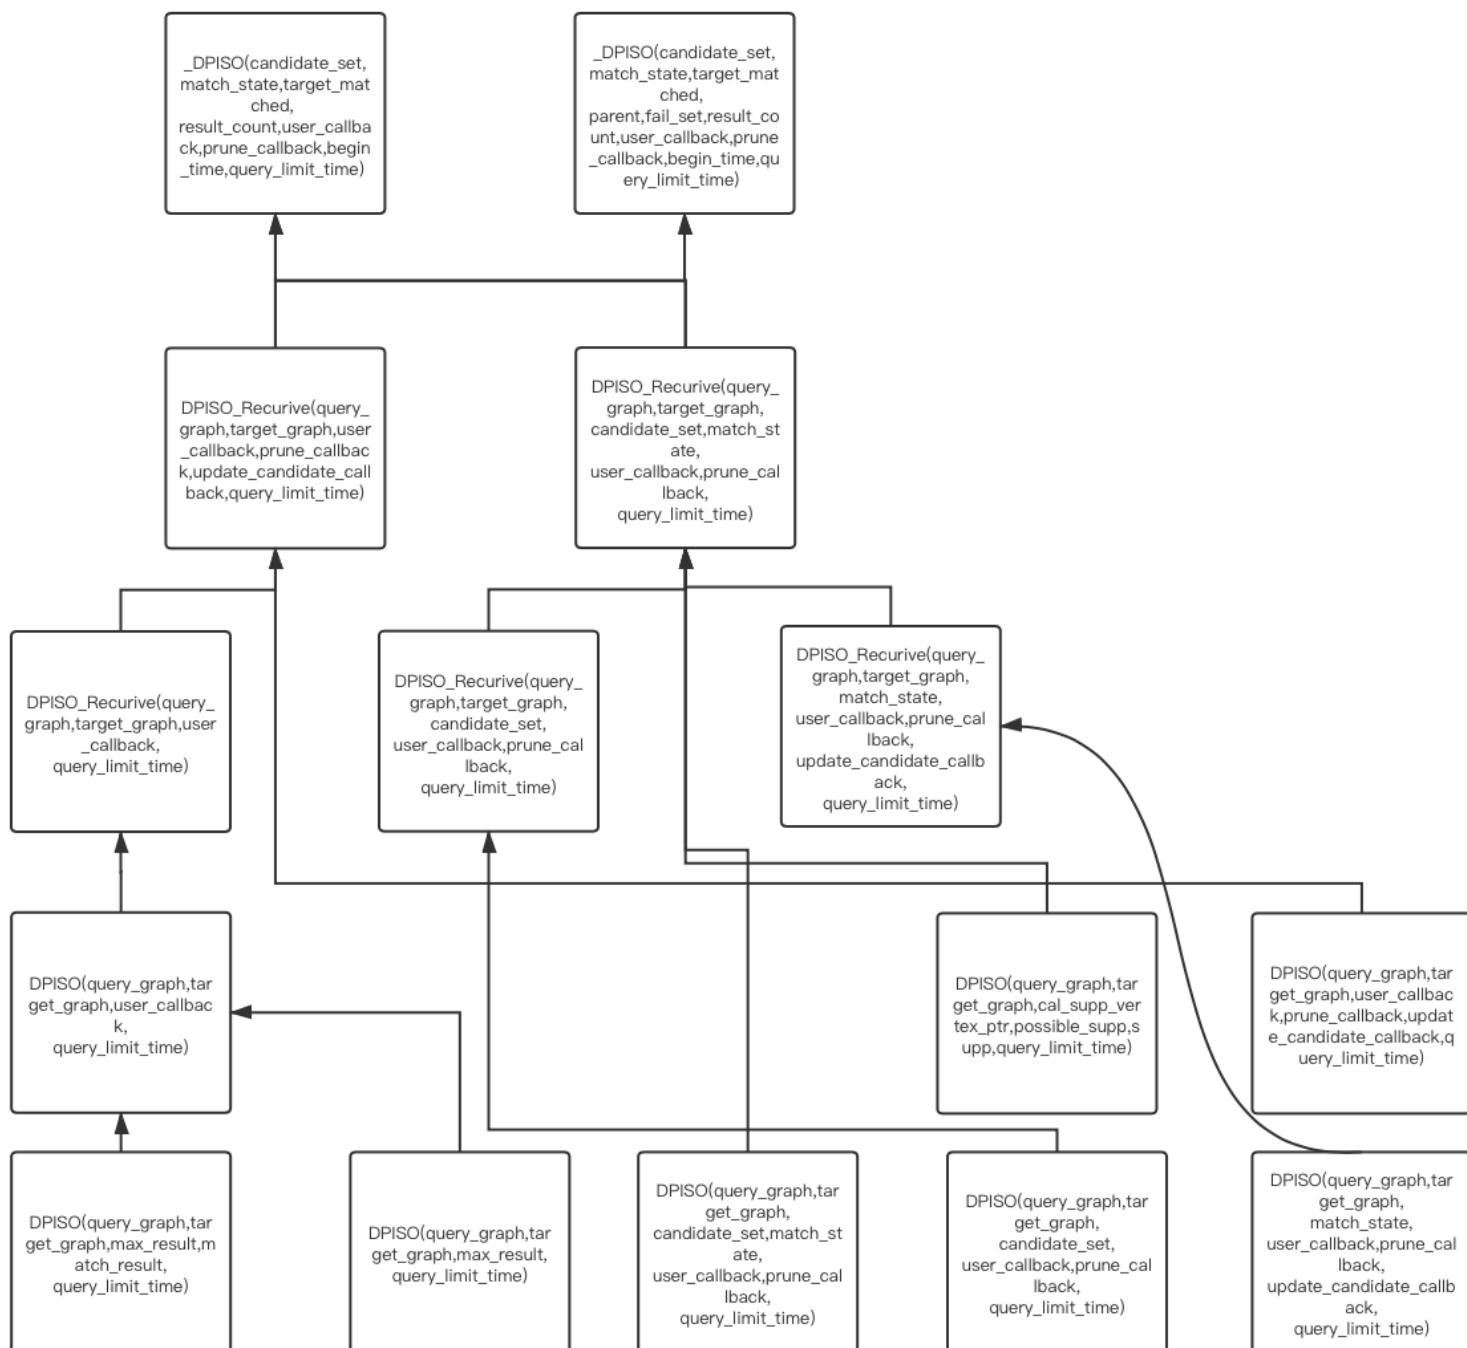 _DPISO(candidate_set,
match_state,target_mat
ched,
result_count,user_callba
ck,prune_callback,begin
_time,query_limit_time)
_DPISO(candidate_set,
match_state,target_mat
ched,
parent,fail_set,result_co
unt,user_callback,prune
_callback,begin_time,qu
ery_limit_time)
DPISO_Recurive(query_
graph,target_graph,user
_callback,prune_callbac
k,update_candidate_call
back,query_limit_time)
DPISO_Recurive(query_
graph,target_graph,
candidate_set,match_st
ate,
user_callback,prune_cal
lback,
query_limit_time)
DPISO_Recurive(query_
graph,target_graph,user
_callback,
query_limit_time)
DPISO_Recurive(query_
graph,target_graph,
candidate_set,
user_callback,prune_cal
lback,
query_limit_time)
DPISO_Recurive(query_
graph,target_graph,
match_state,
user_callback,prune_cal
lback,
update_candidate_callb
ack,
query_limit_time)
DPISO(query_graph,tar
get_graph,user_callbac
k,
query_limit_time)
DPISO(query_graph,tar
get_graph,cal_supp_ver
tex_ptr,possible_supp,s
upp,query_limit_time)
DPISO(query_graph,tar
get_graph,user_callbac
k,prune_callback,updat
e_candidate_callback,q
uery_limit_time)
DPISO(query_graph,tar
get_graph,max_result,m
atch_result,
query_limit_time)
DPISO(query_graph,tar
get_graph,max_result,
query_limit_time)
DPISO(query_graph,tar
get_graph,
candidate_set,match_st
ate,
user_callback,prune_cal
lback,
query_limit_time)
DPISO(query_graph,tar
get_graph,
candidate_set,
user_callback,prune_cal
lback,
query_limit_time)
DPISO(query_graph,tar
get_graph,
match_state,
user_callback,prune_cal
lback,
update_candidate_callb
ack,
query_limit_time)